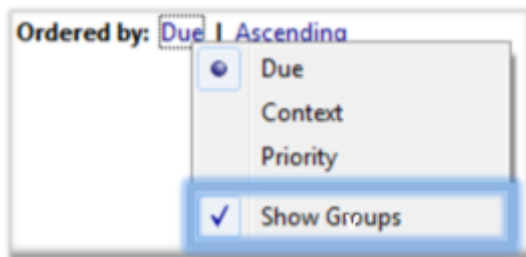 Ordered by: Due | Ascending
Due
Context
Priority
Show Groups